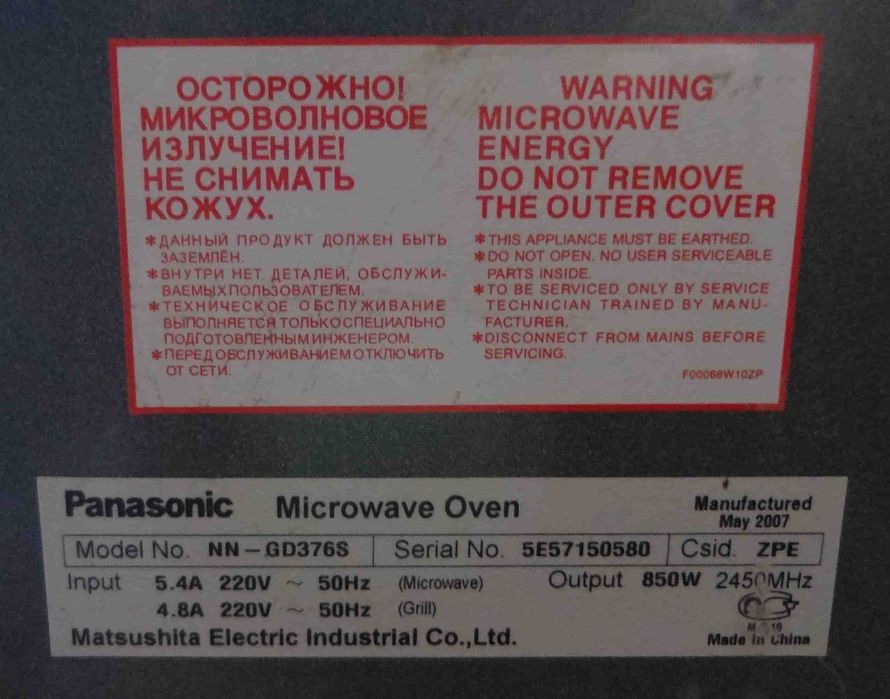 ОСТОРОЖНО!
МИКРОВОЛНОВОЕ
ИЗЛУЧЕНИЕ!
НЕ СНИМАТЬ
КОЖУХ.
*ДАННЫЙ ПРОДУКТ ДОЛЖЕН БЫТЬ
ЗАЗЕМЛЁН.
*ВНУТРИ НЕТ ДЕТАЛЕЙ, ОБСЛУЖИ-
ВАЕМЫХ ПОЛЬЗОВАТЕЛЕМ.
*ТЕХНИЧЕСКОЕ ОБСЛУЖИВАНИЕ
ВЫПОЛНЯЕТСЯ ТОЛЬКО СПЕЦИАЛЬНО
ПОДГОТОВЛЕННЫМ ИНЖЕНЕРОМ.
*ПЕРЕД ОБСЛУЖИВАНИЕМ ОТКЛЮЧИТЬ
ОТ СЕТИ.
WARNING
MICROWAVE
ENERGY
DO NOT REMOVE
THE OUTER COVER
*THIS APPLIANCE MUST BE EARTHED.
*DO NOT OPEN. NO USER SERVICEABLE
PARTS INSIDE.
*TO BE SERVICED ONLY BY SERVICE
TECHNICIAN TRAINED BY MANU-
FACTURER.
*DISCONNECT FROM MAINS BEFORE
SERVICING.
F00066W10ZP
Panasonic Microwave Oven
Manufactured
May 2007
Model No. NN-GD376S Serial No. 5E57150580 Csid. ZPE
Input 5.4A 220V ~ 50Hz (Microwave) Output 850W 2450MHz
4.8A 220V ~ 50Hz (Grill)
Matsushita Electric Industrial Co.,Ltd.
Made in China